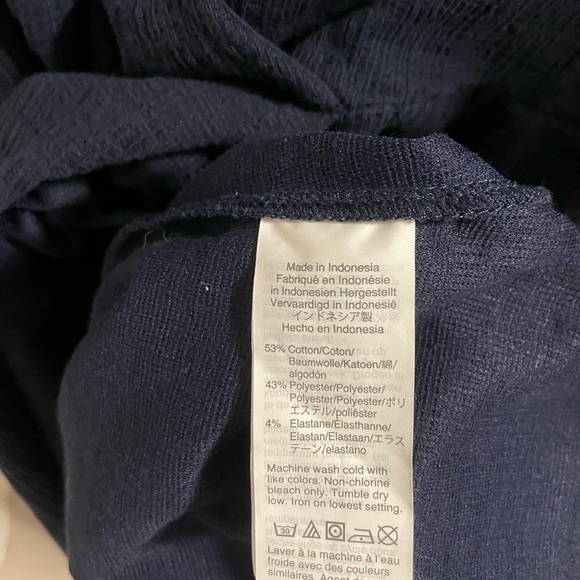 Made in Indonesia
Fabriqué en Indonésie
in Indonesien Hergestellt
Vervaardigd in Indonesië
インドネシア製
Hecho en Indonesia
53% Cotton/Coton/
Baumwolle/Katoen/綿/
algodón
43% Polyester/Polyester/
Polyester/Polyester/ポリ
エステル/poliéster
4% Elastane/Élasthanne/
Elastan/Elastaan/エラス
テーン/elastano
Machine wash cold with
like colors. Non-chlorine
bleach only. Tumble dry
low. Iron on lowest setting.
30
Laver à la machine à l'eau
froide avec des couleurs
similaires. Agent de